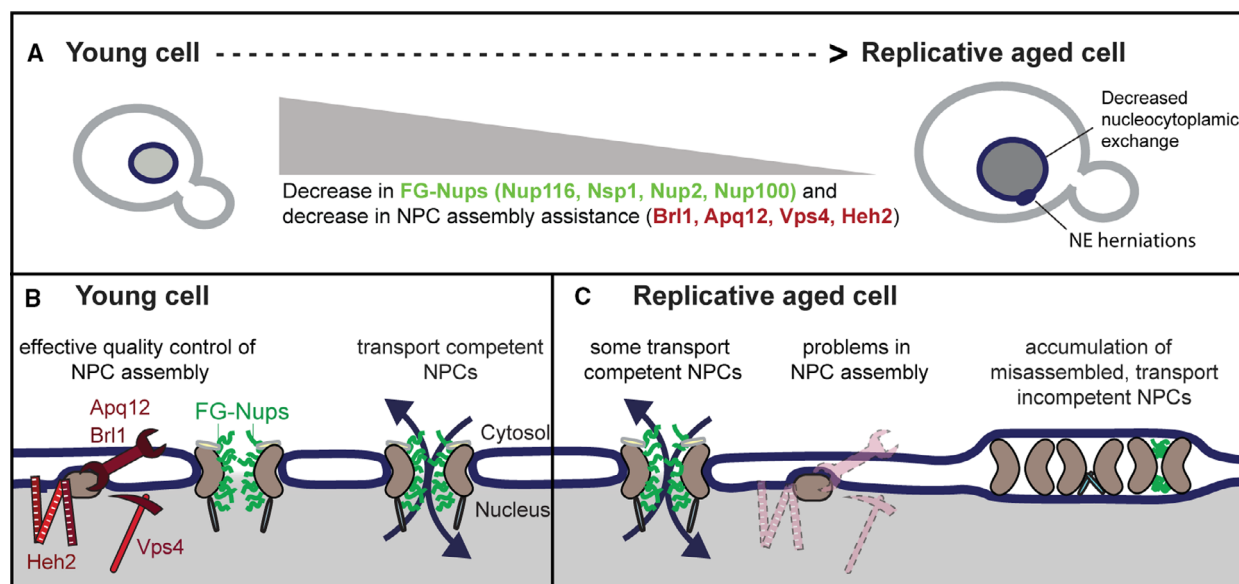 A Young cell > Replicative aged cell
Decreased
nucleocytoplamic
exchange
Decrease in FG-Nups (Nup116, Nsp1, Nup2, Nup100) and
decrease in NPC assembly assistance (Brl1, Apq12, Vps4, Heh2)
NE herniations
B Young cell
effective quality control of
NPC assembly
transport competent
NPCs
Apq12
Brl1
FG-Nups
Cytosol
Nucleus
Heh2
Vps4
C Replicative aged cell
some transport
competent NPCs
problems in
NPC assembly
accumulation of
misassembled, transport
incompetent NPCs